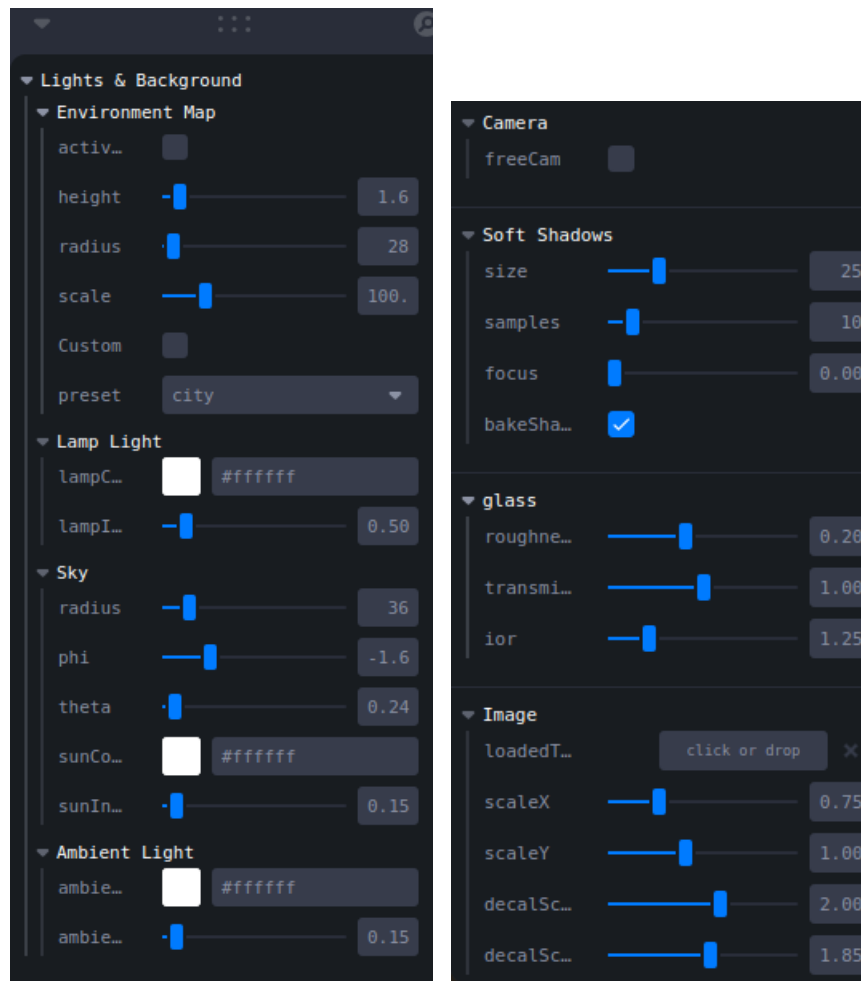 Lights & Background
Environment Map
activ…
height 1.6
radius 28
scale 100.
Custom
preset city
Lamp Light
lampC… #ffffff
lampI… 0.50
Sky
radius 36
phi -1.6
theta 0.24
sunCo… #ffffff
sunIn… 0.15
Ambient Light
ambie… #ffffff
ambie… 0.15
Camera
freeCam
Soft Shadows
size 25
samples 10
focus 0.00
bakeSha…
glass
roughne… 0.20
transmi… 1.00
ior 1.25
Image
loadedT… click or drop
scaleX 0.75
scaleY 1.00
decalSc… 2.00
decalSc… 1.85